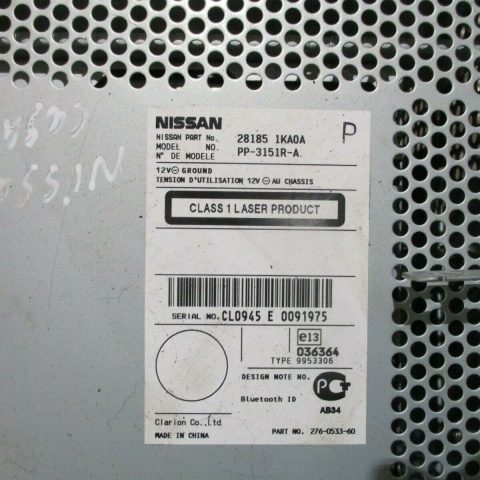 NISSAN
NISSAN PART No. 28185 1KA0A P
MODEL NO. PP-3151R-A
N° DE MODELE
12V⊖ GROUND
TENSION D'UTILISATION 12V ⊖ AU CHASSIS
CLASS 1 LASER PRODUCT
SERIAL NO. CL0945 E 0091975
e13
036364
TYPE 9953306
DESIGN NOTE NO.
Bluetooth ID
AB34
Clarion Co.,Ltd
MADE IN CHINA
PART NO. 276-0533-60